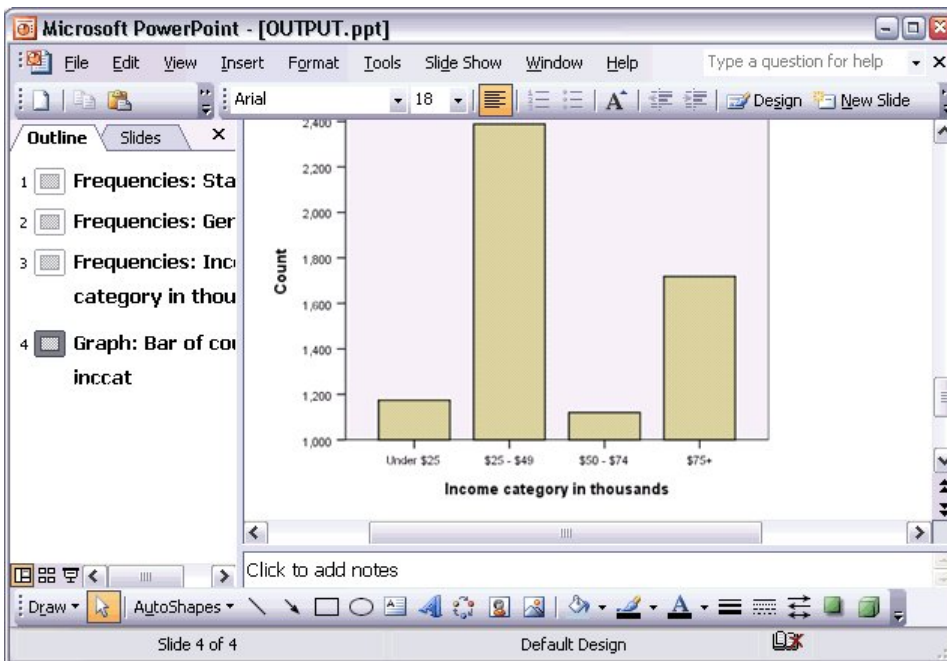 Microsoft PowerPoint - [OUTPUT.ppt]
File Edit View Insert Format Tools Slide Show Window Help Type a question for help
Arial 18 A Design New Slide
Outline Slides
1 Frequencies: Sta
2 Frequencies: Ger
3 Frequencies: Inc
category in thou
4 Graph: Bar of cou
inccat
2,400
2,200
2,000
1,800
1,600
1,400
1,200
1,000
Count
Under $25 $25 - $49 $50 - $74 $75+
Income category in thousands
Click to add notes
Draw AutoShapes A
Slide 4 of 4 Default Design